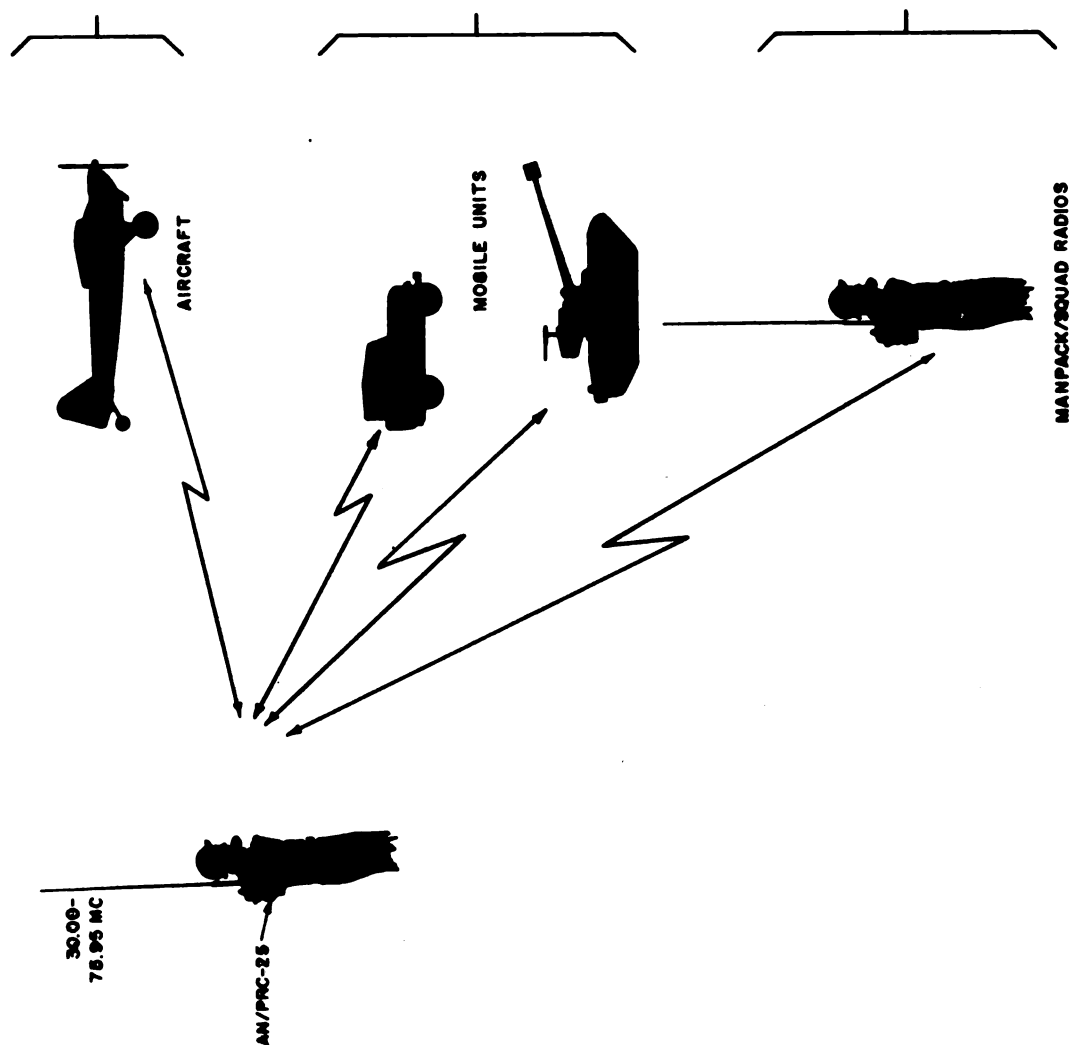 AIRCRAFT
MOBILE UNITS
MANPACK/SQUAD RADIOS
30.00-
75.95 MC
AN/PRC-25